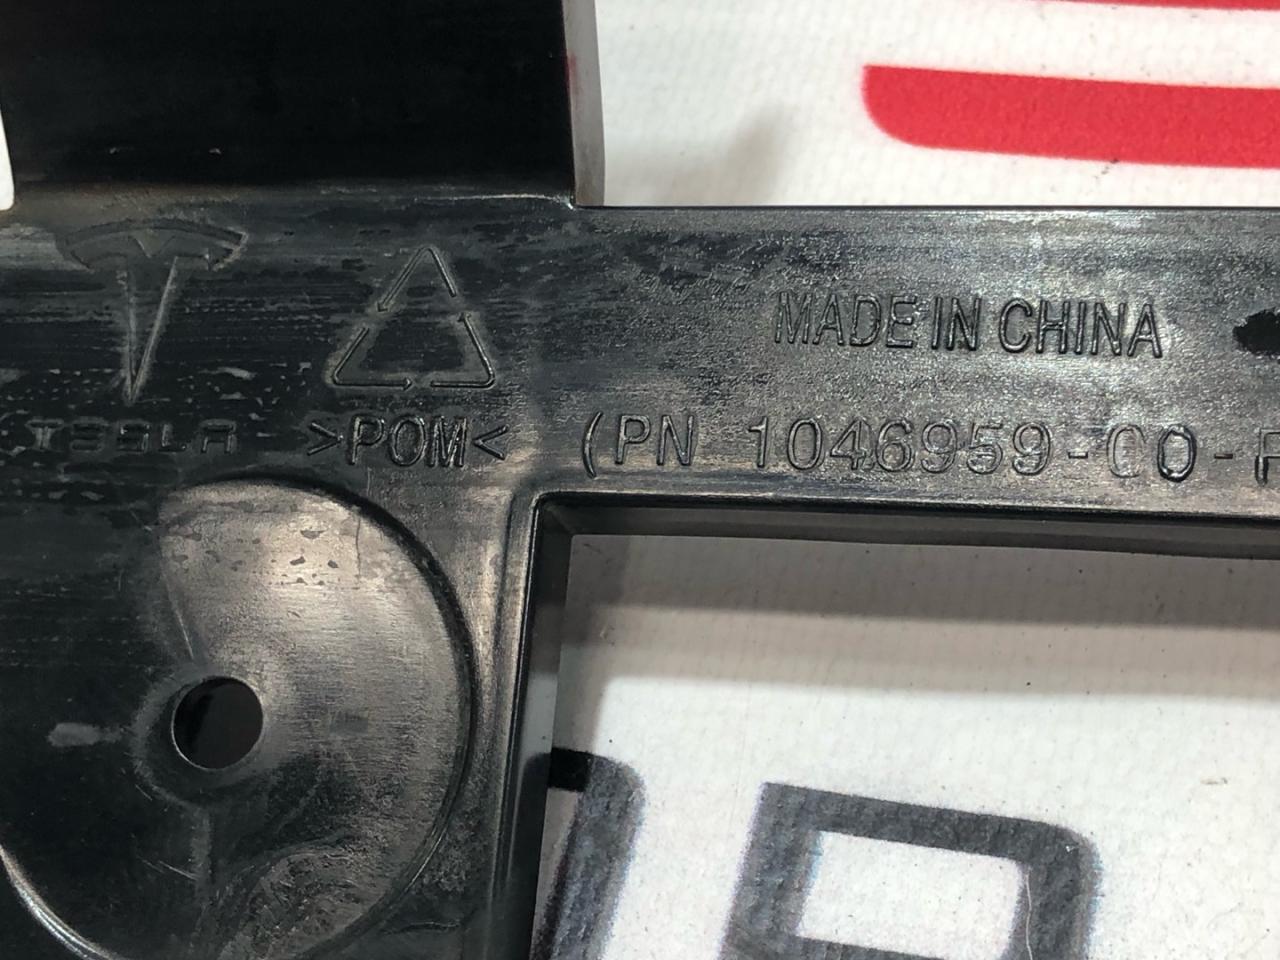 MADE IN CHINA
TESLA >POM< (PN 1046959-00-